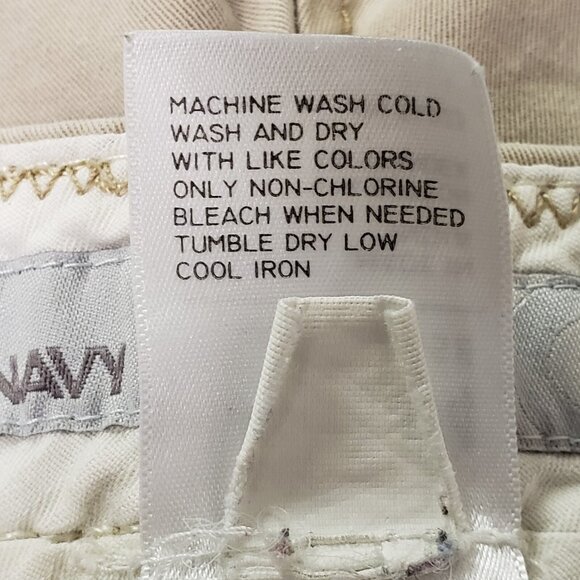 MACHINE WASH COLD
WASH AND DRY
WITH LIKE COLORS
ONLY NON-CHLORINE
BLEACH WHEN NEEDED
TUMBLE DRY LOW
COOL IRON
NAVY